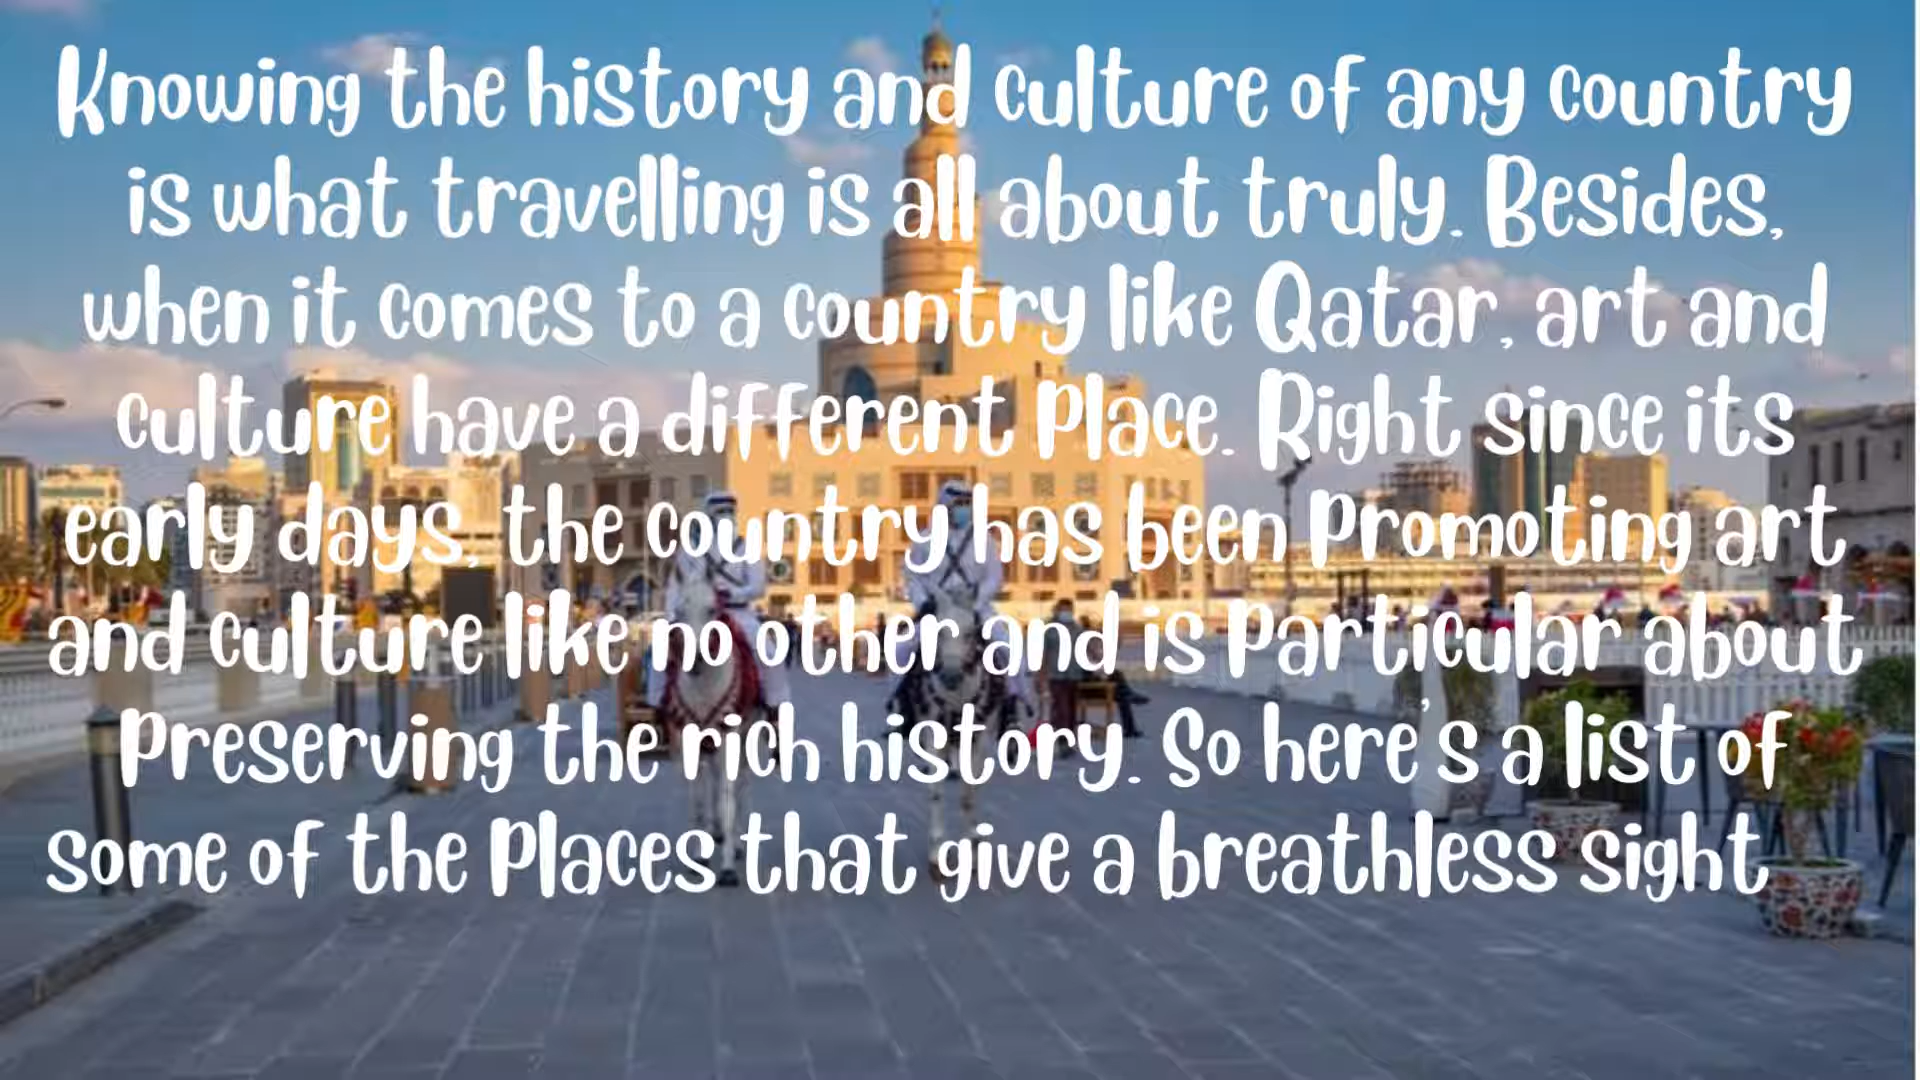 Knowing the history and culture of any country
is what travelling is all about truly. Besides,
when it comes to a country like Qatar, art and
culture have a different Place. Right since its
early days, the country has been Promoting art
and culture like no other and is Particular about
Preserving the rich history. So here's a list of
some of the Places that give a breathless sight